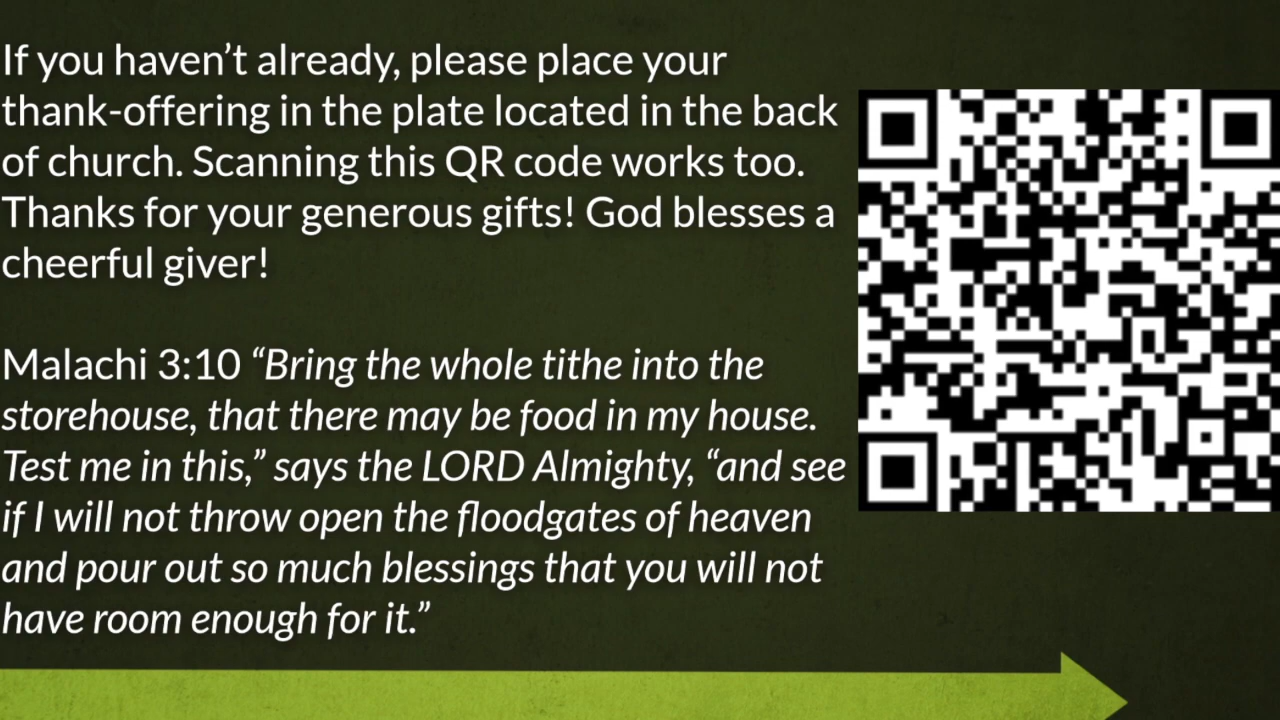 If you haven’t already, please place your
thank-offering in the plate located in the back
of church. Scanning this QR code works too.
Thanks for your generous gifts! God blesses a
cheerful giver!
Malachi 3:10 “Bring the whole tithe into the
storehouse, that there may be food in my house.
Test me in this,” says the LORD Almighty, “and see
if I will not throw open the floodgates of heaven
and pour out so much blessings that you will not
have room enough for it.”